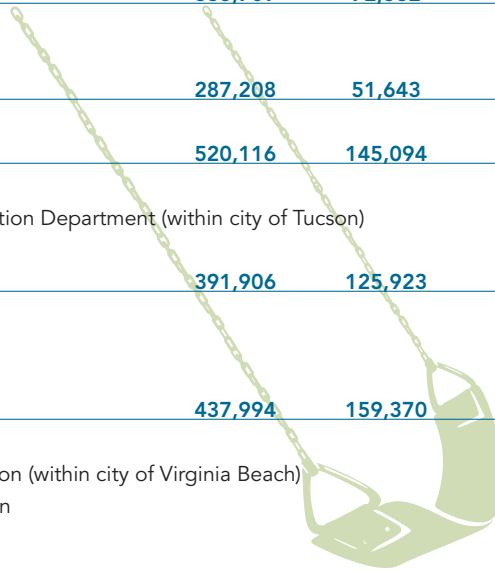 287,208 51,643
520,116 145,094
tion Department (within city of Tucson)
391,906 125,923
437,994 159,370
on (within city of Virginia Beach)
n